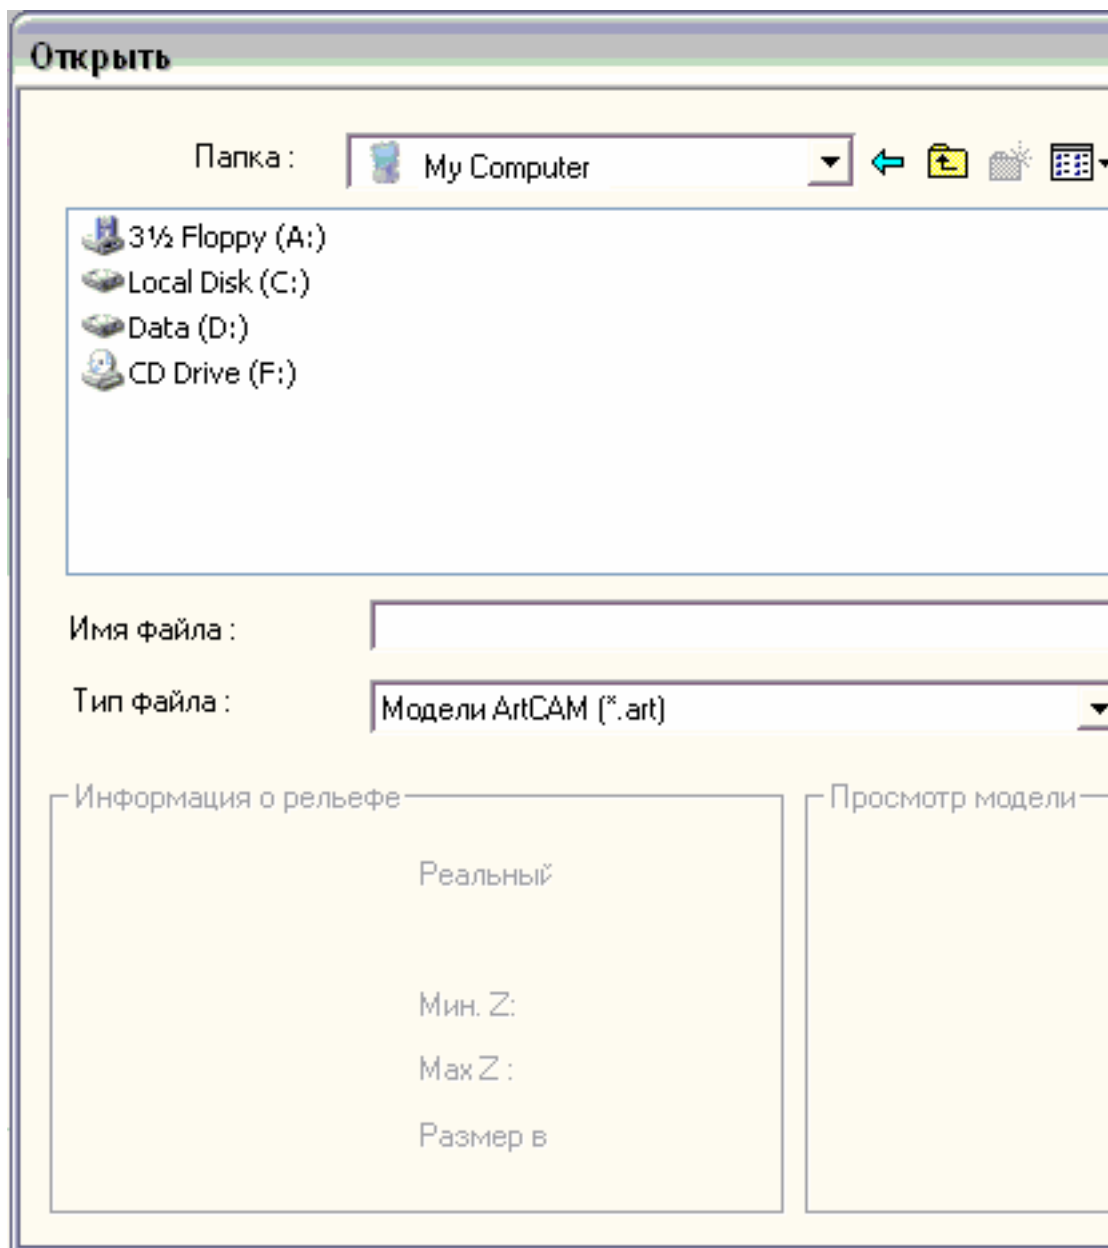 Открыть
Папка :
My Computer
3½ Floppy (A:)
Local Disk (C:)
Data (D:)
CD Drive (F:)
Имя файла :
Тип файла :
Модели ArtCAM (*.art)
Информация о рельефе
Просмотр модели
Реальный
Мин. Z:
Max Z :
Размер в